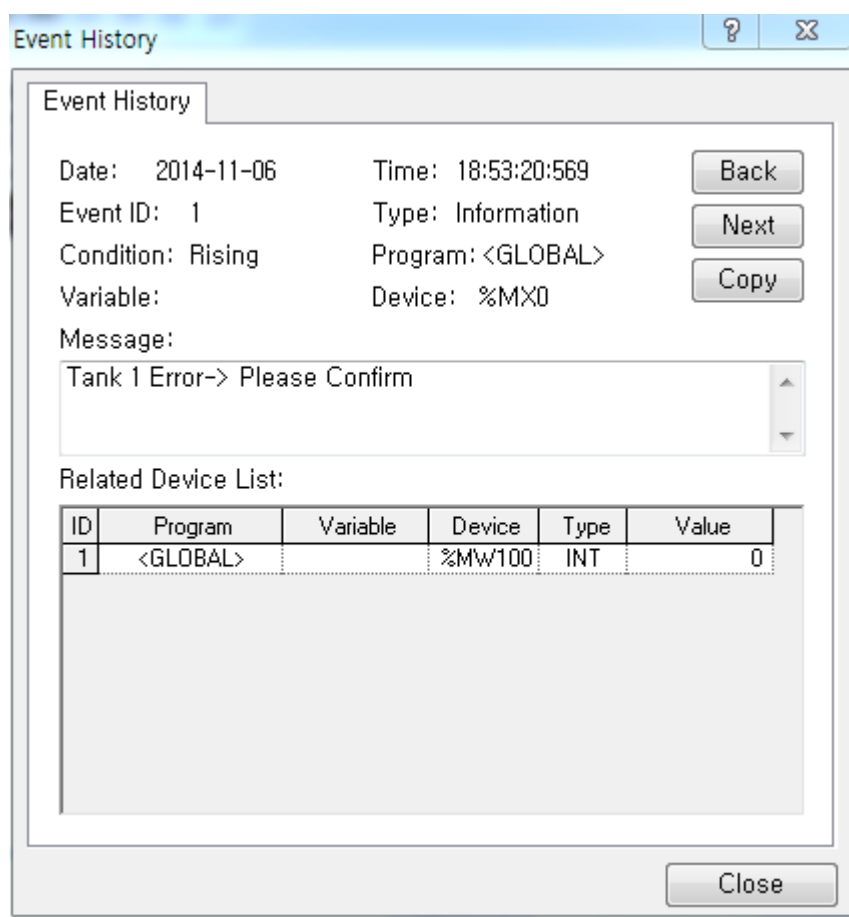 Event History
Event History
Date: 2014-11-06 Time: 18:53:20:569 Back
Event ID: 1 Type: Information Next
Condition: Rising Program: <GLOBAL>
Copy
Variable: Device: %MX0
Message:
Tank 1 Error-> Please Confirm
Related Device List:
ID Program Variable Device Type Value
1 <GLOBAL> %MW100 INT 0
Close